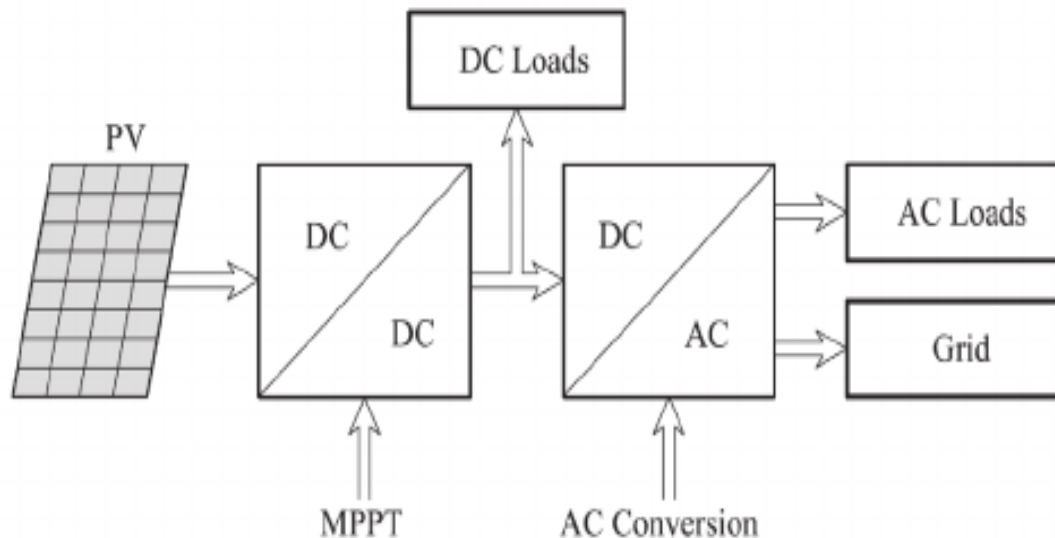 DC Loads
PV
DC
DC
DC
AC
AC Loads
Grid
MPPT
AC Conversion